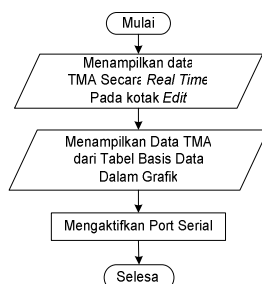 Mulai
Menampilkan data
TMA Secara Real Time
Pada kotak Edit
Menampilkan Data TMA
dari Tabel Basis Data
Dalam Grafik
Mengaktifkan Port Serial
Selesa